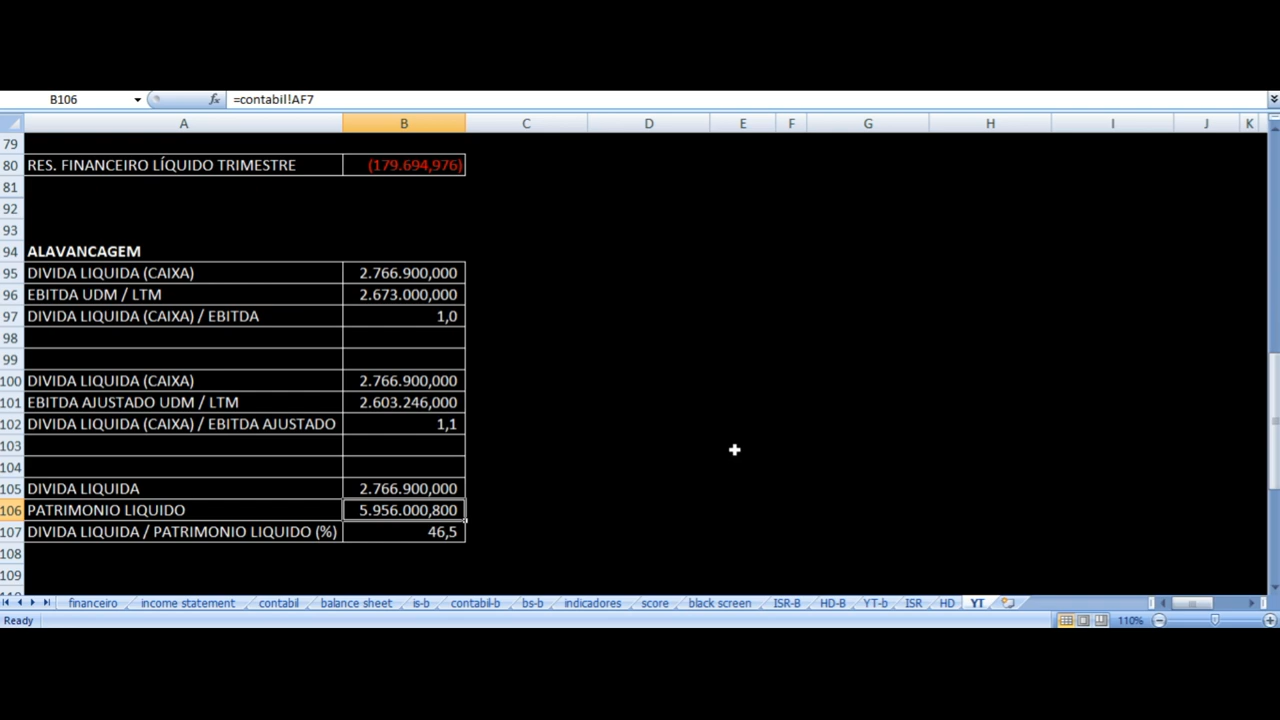 B106 fx =contabil!AF7
A B C D E F G H I J K
79
80 RES. FINANCEIRO LÍQUIDO TRIMESTRE (179.694,976)
81
92
93
94 ALAVANCAGEM
95 DIVIDA LIQUIDA (CAIXA) 2.766.900,000
96 EBITDA UDM / LTM 2.673.000,000
97 DIVIDA LIQUIDA (CAIXA) / EBITDA 1,0
98
99
100 DIVIDA LIQUIDA (CAIXA) 2.766.900,000
101 EBITDA AJUSTADO UDM / LTM 2.603.246,000
102 DIVIDA LIQUIDA (CAIXA) / EBITDA AJUSTADO 1,1
103
104
105 DIVIDA LIQUIDA 2.766.900,000
106 PATRIMONIO LIQUIDO 5.956.000,800
107 DIVIDA LIQUIDA / PATRIMONIO LIQUIDO (%) 46,5
108
109
financeiro income statement contabil balance sheet is-b contabil-b bs-b indicadores score black screen ISR-B HD-B YT-b ISR HD YT
Ready 110%